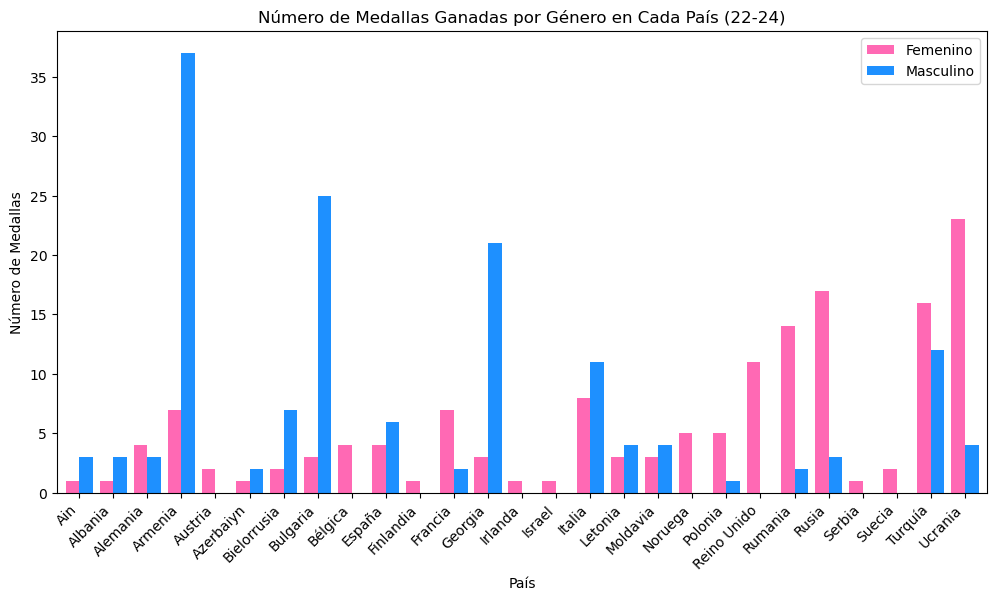 Número de Medallas Ganadas por Género en Cada País (22-24)
Femenino
Masculino
Número de Medallas
35
30
25
20
15
10
5
0
Ain
Albania
Alemania
Armenia
Austria
Azerbaiyn
Bielorrusia
Bulgaria
Bélgica
España
Finlandia
Francia
Georgia
Irlanda
Israel
Italia
Letonia
Moldavia
Noruega
Polonia
Reino Unido
Rumania
Rusia
Serbia
Suecia
Turquía
Ucrania
País